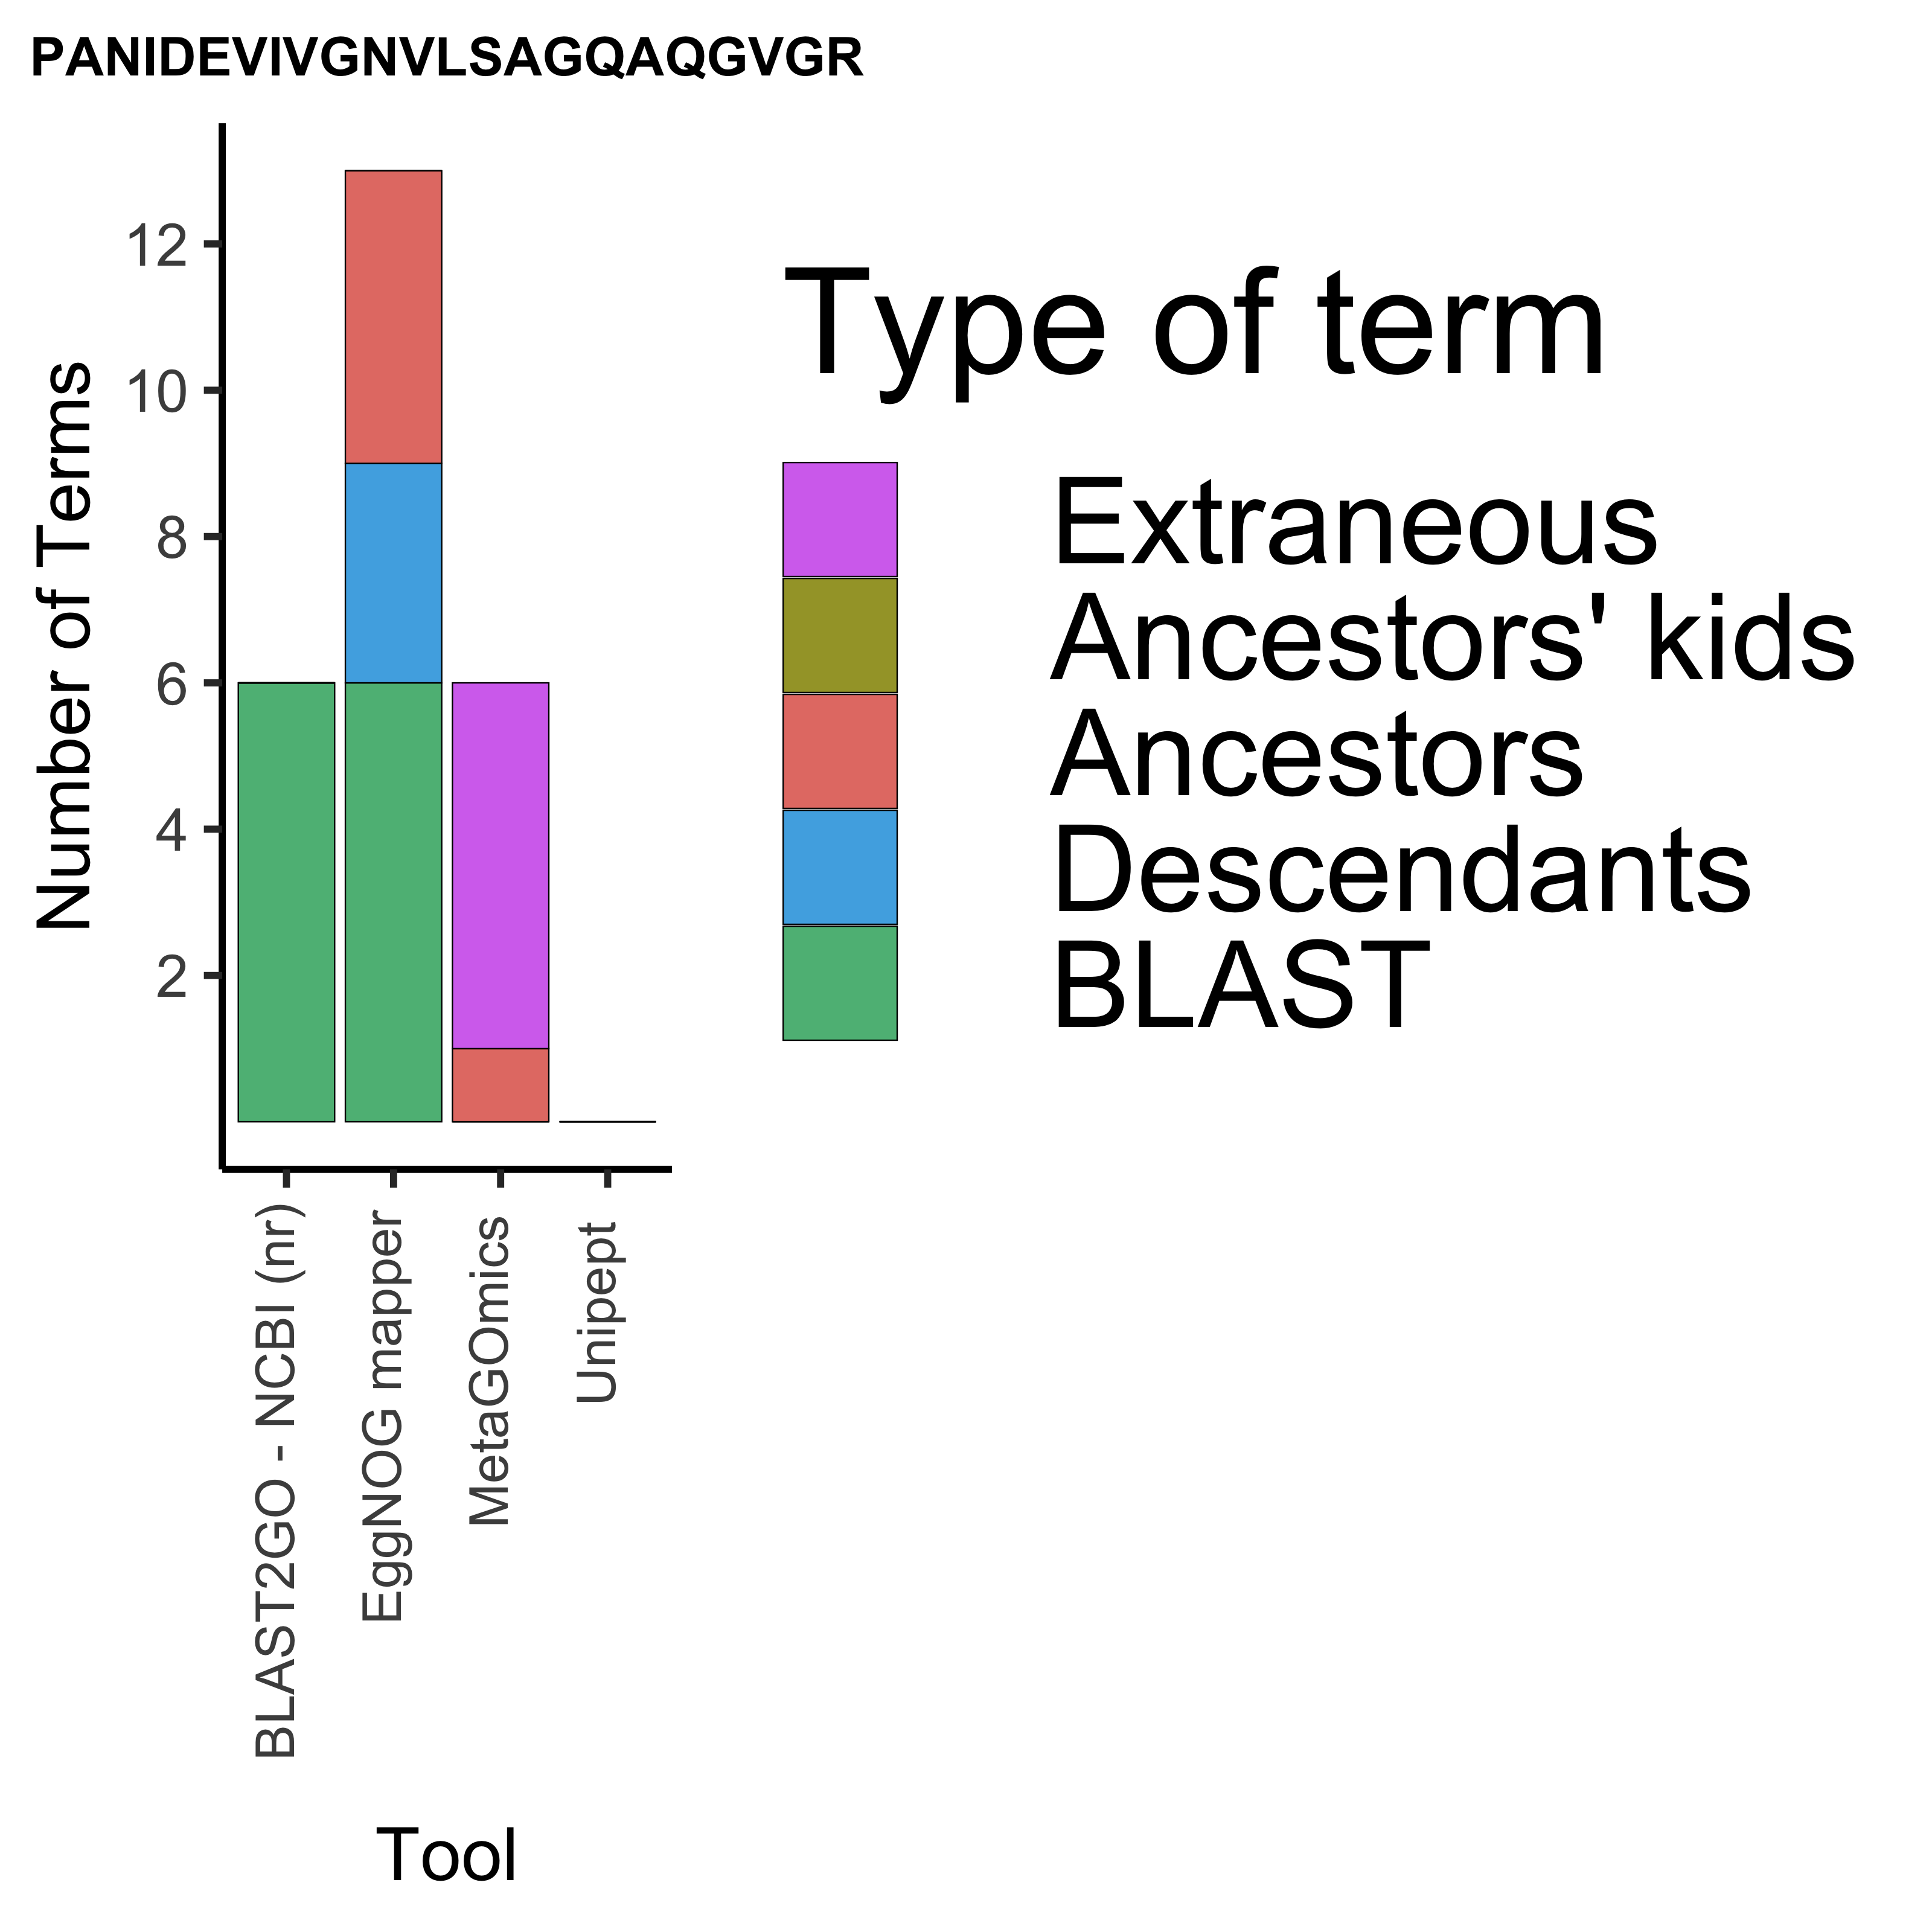 PANIDEVIVGNVLSAGQAQGVGR
Number of Terms
12
10
8
6
4
2
BLAST2GO - NCBI (nr)
EggNOG mapper
MetaGOmics
Unipept
Tool
Type of term
Extraneous
Ancestors' kids
Ancestors
Descendants
BLAST